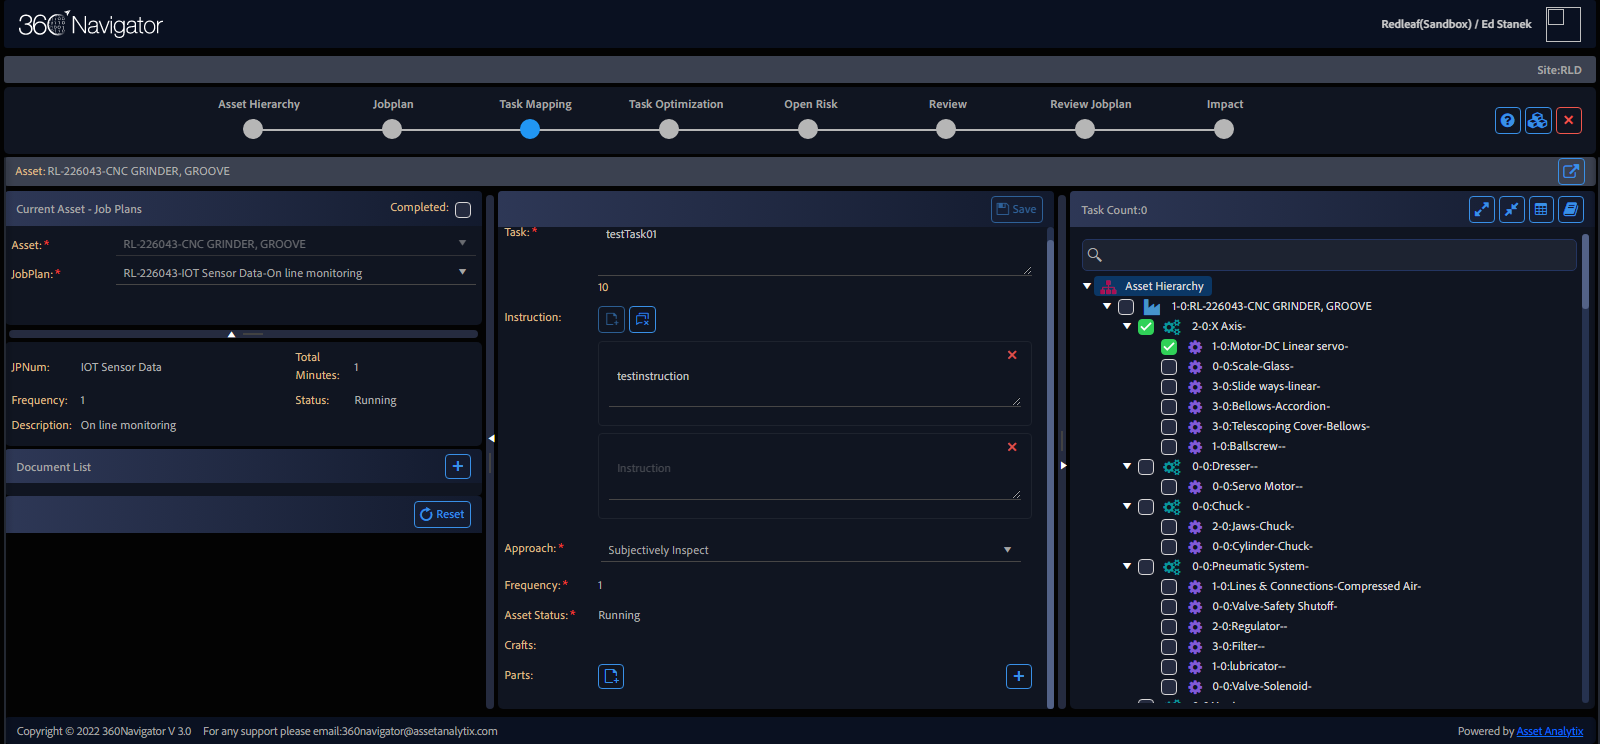 360 Navigator
Redleaf(Sandbox) / Ed Stanek
Site:RLD
Asset Hierarchy
Jobplan
Task Mapping
Task Optimization
Open Risk
Review
Review Jobplan
Impact
Asset: RL-226043-CNC GRINDER, GROOVE
Current Asset - Job Plans
Completed:
Asset:* RL-226043-CNC GRINDER, GROOVE
JobPlan:* RL-226043-IOT Sensor Data-On line monitoring
JPNum: IOT Sensor Data
Total Minutes: 1
Frequency: 1
Status: Running
Description: On line monitoring
Document List
Reset
Save
Task:* testTask01
10
Instruction:
testinstruction
Instruction
Approach:* Subjectively Inspect
Frequency:* 1
Asset Status:* Running
Crafts:
Parts:
Task Count:0
Asset Hierarchy
1-0:RL-226043-CNC GRINDER, GROOVE
2-0:X Axis-
1-0:Motor-DC Linear servo-
0-0:Scale-Glass-
3-0:Slide ways-linear-
3-0:Bellows-Accordion-
3-0:Telescoping Cover-Bellows-
1-0:Ballscrew--
0-0:Dresser--
0-0:Servo Motor--
0-0:Chuck -
2-0:Jaws-Chuck-
0-0:Cylinder-Chuck-
0-0:Pneumatic System-
1-0:Lines & Connections-Compressed Air-
0-0:Valve-Safety Shutoff-
2-0:Regulator--
3-0:Filter--
1-0:lubricator--
0-0:Valve-Solenoid-
Copyright © 2022 360Navigator V 3.0 For any support please email:360navigator@assetanalytix.com
Powered by Asset Analytix